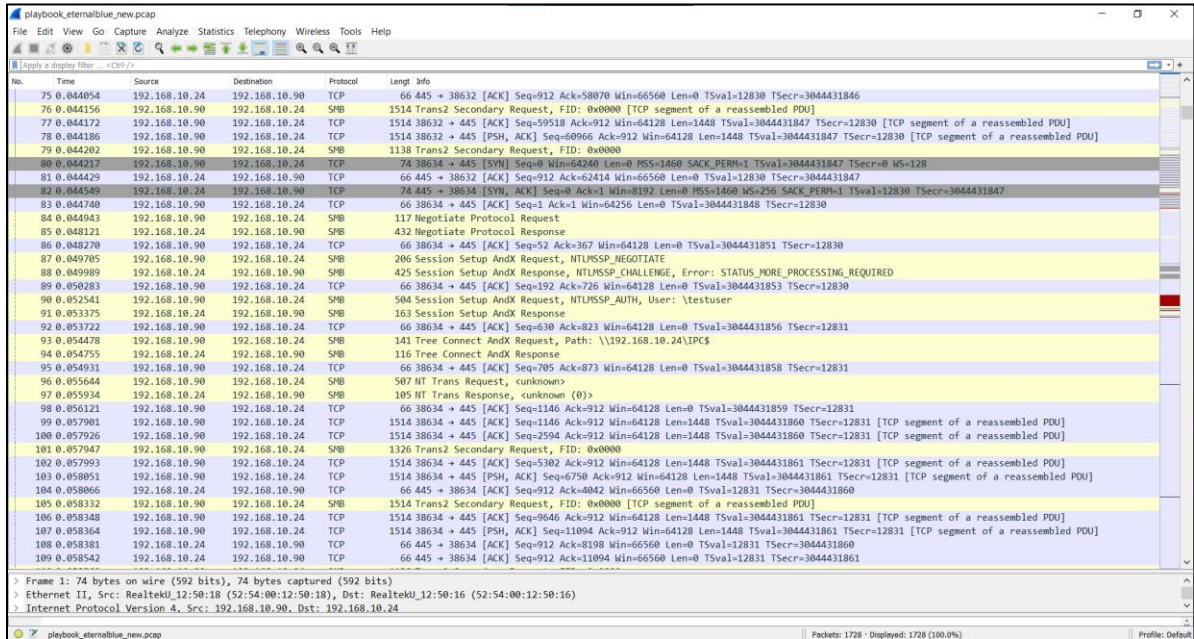 playbook_eternalblue_new.pcap
File Edit View Go Capture Analyze Statistics Telephony Wireless Tools Help
Apply a display filter ... <Ctrl-/>
No. Time Source Destination Protocol Lengt Info
75 0.044054 192.168.10.24 192.168.10.90 TCP 66 445 → 38632 [ACK] Seq=912 Ack=58070 Win=66560 Len=0 TSval=12830 TSecr=3044431846
76 0.044156 192.168.10.90 192.168.10.24 SMB 1514 Trans2 Secondary Request, FID: 0x0000 [TCP segment of a reassembled PDU]
77 0.044172 192.168.10.90 192.168.10.24 TCP 1514 38632 → 445 [ACK] Seq=59518 Ack=912 Win=64128 Len=1448 TSval=3044431847 TSecr=12830 [TCP segment of a reassembled PDU]
78 0.044186 192.168.10.90 192.168.10.24 TCP 1514 38632 → 445 [PSH, ACK] Seq=60966 Ack=912 Win=64128 Len=1448 TSval=3044431847 TSecr=12830 [TCP segment of a reassembled PDU]
79 0.044202 192.168.10.90 192.168.10.24 SMB 1138 Trans2 Secondary Request, FID: 0x0000
80 0.044217 192.168.10.90 192.168.10.24 TCP 74 38634 → 445 [SYN] Seq=0 Win=64240 Len=0 MSS=1460 SACK_PERM=1 TSval=3044431847 TSecr=0 WS=128
81 0.044429 192.168.10.24 192.168.10.90 TCP 66 445 → 38632 [ACK] Seq=912 Ack=62414 Win=66560 Len=0 TSval=12830 TSecr=3044431847
82 0.044549 192.168.10.24 192.168.10.90 TCP 74 445 → 38634 [SYN, ACK] Seq=0 Ack=1 Win=8192 Len=0 MSS=1460 WS=256 SACK_PERM=1 TSval=12830 TSecr=3044431847
83 0.044740 192.168.10.90 192.168.10.24 TCP 66 38634 → 445 [ACK] Seq=1 Ack=1 Win=64256 Len=0 TSval=3044431848 TSecr=12830
84 0.044943 192.168.10.90 192.168.10.24 SMB 117 Negotiate Protocol Request
85 0.048121 192.168.10.24 192.168.10.90 SMB 432 Negotiate Protocol Response
86 0.048270 192.168.10.90 192.168.10.24 TCP 66 38634 → 445 [ACK] Seq=52 Ack=367 Win=64128 Len=0 TSval=3044431851 TSecr=12830
87 0.049705 192.168.10.90 192.168.10.24 SMB 206 Session Setup AndX Request, NTLMSSP_NEGOTIATE
88 0.049989 192.168.10.24 192.168.10.90 SMB 425 Session Setup AndX Response, NTLMSSP_CHALLENGE, Error: STATUS_MORE_PROCESSING_REQUIRED
89 0.050283 192.168.10.90 192.168.10.24 TCP 66 38634 → 445 [ACK] Seq=192 Ack=726 Win=64128 Len=0 TSval=3044431853 TSecr=12830
90 0.052541 192.168.10.90 192.168.10.24 SMB 504 Session Setup AndX Request, NTLMSSP_AUTH, User: \testuser
91 0.053375 192.168.10.24 192.168.10.90 SMB 163 Session Setup AndX Response
92 0.053722 192.168.10.90 192.168.10.24 TCP 66 38634 → 445 [ACK] Seq=630 Ack=823 Win=64128 Len=0 TSval=3044431856 TSecr=12831
93 0.054478 192.168.10.90 192.168.10.24 SMB 141 Tree Connect AndX Request, Path: \\192.168.10.24\IPC$
94 0.054755 192.168.10.24 192.168.10.90 SMB 116 Tree Connect AndX Response
95 0.054931 192.168.10.90 192.168.10.24 TCP 66 38634 → 445 [ACK] Seq=705 Ack=873 Win=64128 Len=0 TSval=3044431858 TSecr=12831
96 0.055644 192.168.10.90 192.168.10.24 SMB 507 NT Trans Request, <unknown>
97 0.055934 192.168.10.24 192.168.10.90 SMB 105 NT Trans Response, <unknown (0)>
98 0.056121 192.168.10.90 192.168.10.24 TCP 66 38634 → 445 [ACK] Seq=1146 Ack=912 Win=64128 Len=0 TSval=3044431859 TSecr=12831
99 0.057901 192.168.10.90 192.168.10.24 TCP 1514 38634 → 445 [ACK] Seq=1146 Ack=912 Win=64128 Len=1448 TSval=3044431860 TSecr=12831 [TCP segment of a reassembled PDU]
100 0.057926 192.168.10.90 192.168.10.24 TCP 1514 38634 → 445 [ACK] Seq=2594 Ack=912 Win=64128 Len=1448 TSval=3044431860 TSecr=12831 [TCP segment of a reassembled PDU]
101 0.057947 192.168.10.90 192.168.10.24 SMB 1326 Trans2 Secondary Request, FID: 0x0000
102 0.057993 192.168.10.90 192.168.10.24 TCP 1514 38634 → 445 [ACK] Seq=5302 Ack=912 Win=64128 Len=1448 TSval=3044431861 TSecr=12831 [TCP segment of a reassembled PDU]
103 0.058051 192.168.10.90 192.168.10.24 TCP 1514 38634 → 445 [PSH, ACK] Seq=6750 Ack=912 Win=64128 Len=1448 TSval=3044431861 TSecr=12831 [TCP segment of a reassembled PDU]
104 0.058066 192.168.10.24 192.168.10.90 TCP 66 445 → 38634 [ACK] Seq=912 Ack=4042 Win=66560 Len=0 TSval=12831 TSecr=3044431860
105 0.058332 192.168.10.90 192.168.10.24 SMB 1514 Trans2 Secondary Request, FID: 0x0000 [TCP segment of a reassembled PDU]
106 0.058348 192.168.10.90 192.168.10.24 TCP 1514 38634 → 445 [ACK] Seq=9646 Ack=912 Win=64128 Len=1448 TSval=3044431861 TSecr=12831 [TCP segment of a reassembled PDU]
107 0.058364 192.168.10.90 192.168.10.24 TCP 1514 38634 → 445 [PSH, ACK] Seq=11094 Ack=912 Win=64128 Len=1448 TSval=3044431861 TSecr=12831 [TCP segment of a reassembled PDU]
108 0.058381 192.168.10.24 192.168.10.90 TCP 66 445 → 38634 [ACK] Seq=912 Ack=8198 Win=66560 Len=0 TSval=12831 TSecr=3044431860
109 0.058542 192.168.10.24 192.168.10.90 TCP 66 445 → 38634 [ACK] Seq=912 Ack=11094 Win=66560 Len=0 TSval=12831 TSecr=3044431861
> Frame 1: 74 bytes on wire (592 bits), 74 bytes captured (592 bits)
> Ethernet II, Src: RealtekU_12:50:18 (52:54:00:12:50:18), Dst: RealtekU_12:50:16 (52:54:00:12:50:16)
> Internet Protocol Version 4, Src: 192.168.10.90, Dst: 192.168.10.24
playbook_eternalblue_new.pcap Packets: 1728 · Displayed: 1728 (100.0%) Profile: Default